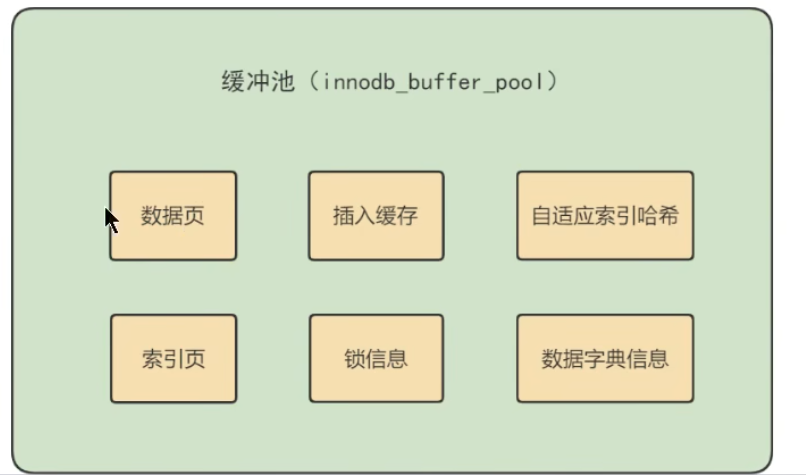 缓冲池（innodb_buffer_pool）
数据页
插入缓存
自适应索引哈希
索引页
锁信息
数据字典信息